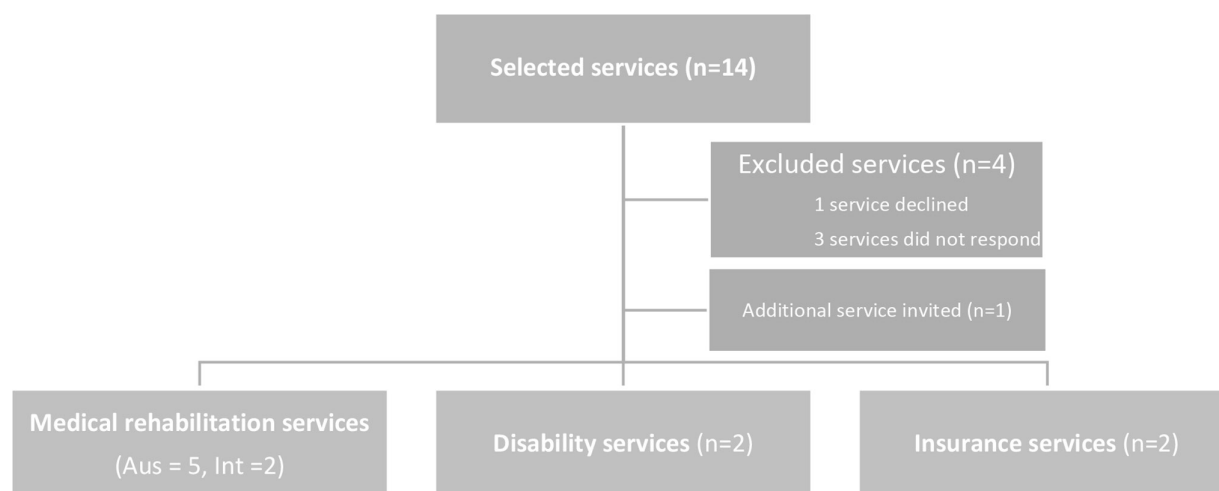 Selected services (n=14)
Excluded services (n=4)
1 service declined
3 services did not respond
Additional service invited (n=1)
Medical rehabilitation services
(Aus = 5, Int =2)
Disability services (n=2)
Insurance services (n=2)